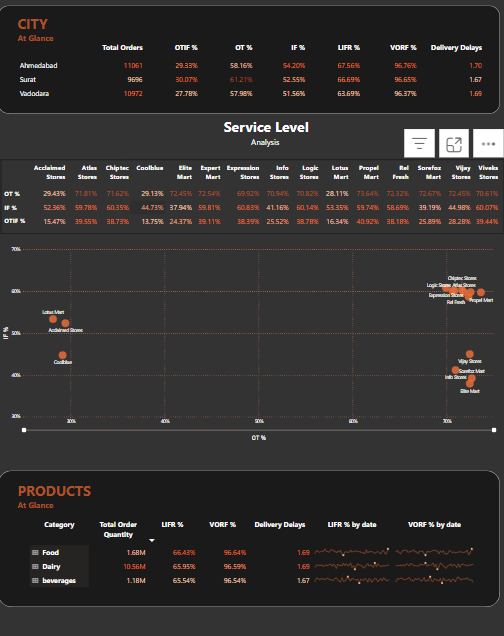 CITY
At Glance
Total Orders OTIF % OT % IF % LIFR % VORF % Delivery Delays
Ahmedabad 11061 29.33% 58.16% 54.20% 67.56% 96.76% 1.70
Surat 9696 30.07% 61.21% 52.55% 66.69% 96.65% 1.67
Vadodara 10972 27.78% 57.98% 51.56% 63.69% 96.37% 1.69
Service Level
Analysis
Acclaimed Atlas Chiptec Coolblue Elite Expert Expression Info Logic Lotus Propel Rel Sorefoz Vijay Viveks
Stores Stores Stores Mart Mart Stores Stores Stores Mart Mart Fresh Mart Stores Stores
OT % 29.43% 71.81% 71.62% 29.13% 72.45% 72.54% 69.92% 70.94% 70.82% 28.11% 73.64% 72.32% 72.67% 72.45% 70.61%
IF % 52.36% 59.78% 60.35% 44.73% 37.94% 59.81% 60.83% 41.16% 60.14% 53.35% 59.74% 58.69% 39.19% 44.98% 60.07%
OTIF % 15.47% 39.55% 38.73% 13.75% 24.37% 39.11% 38.39% 25.52% 38.78% 16.34% 40.92% 38.18% 25.89% 28.28% 39.44%
70%
Chiptec Stores
60% Logic Stores Atlas Stores
Expression Stores Propel Mart
Rel Fresh
Lotus Mart
Acclaimed Stores
IF %
50%
Coolblue Vijay Stores
40% Info Stores Sorefoz Mart
Elite Mart
30%
30% 40% 50% 60% 70%
OT %
PRODUCTS
At Glance
Category Total Order LIFR % VORF % Delivery Delays LIFR % by date VORF % by date
Quantity
Food 1.68M 66.43% 96.64% 1.69
Dairy 10.56M 65.95% 96.59% 1.69
beverages 1.18M 65.54% 96.54% 1.67